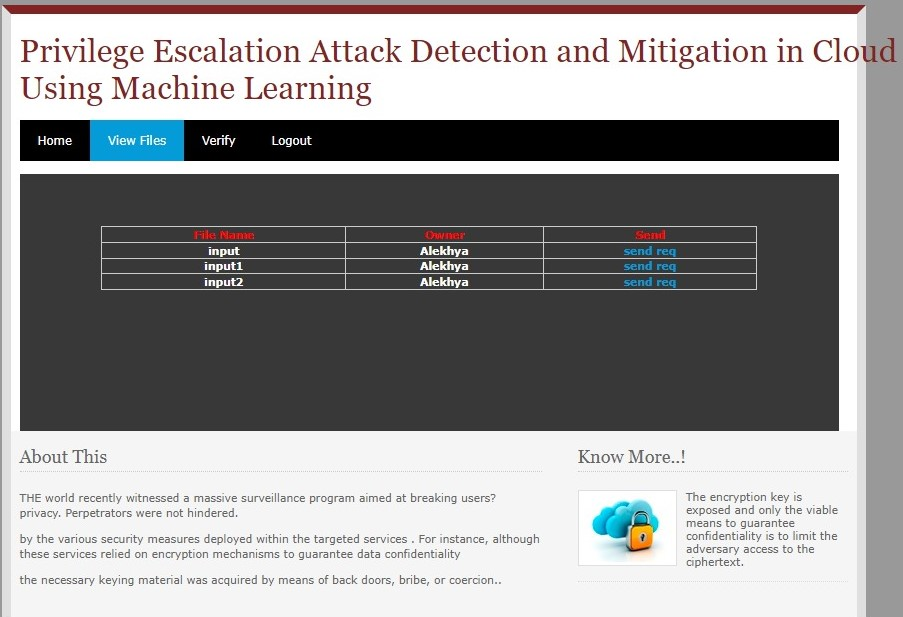 Privilege Escalation Attack Detection and Mitigation in Cloud
Using Machine Learning
Home View Files Verify Logout
File Name Owner Send
input Alekhya send req
input1 Alekhya send req
input2 Alekhya send req
About This
THE world recently witnessed a massive surveillance program aimed at breaking users?
privacy. Perpetrators were not hindered.
by the various security measures deployed within the targeted services . For instance, although
these services relied on encryption mechanisms to guarantee data confidentiality
the necessary keying material was acquired by means of back doors, bribe, or coercion..
Know More..!
The encryption key is
exposed and only the viable
means to guarantee
confidentiality is to limit the
adversary access to the
ciphertext.